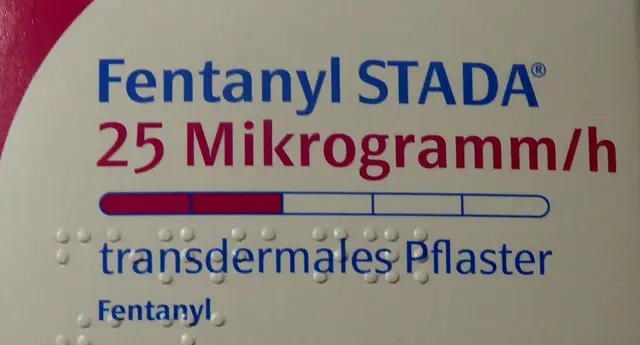 Fentanyl STADA®
25 Mikrogramm/h
transdermales Pflaster
Fentanyl